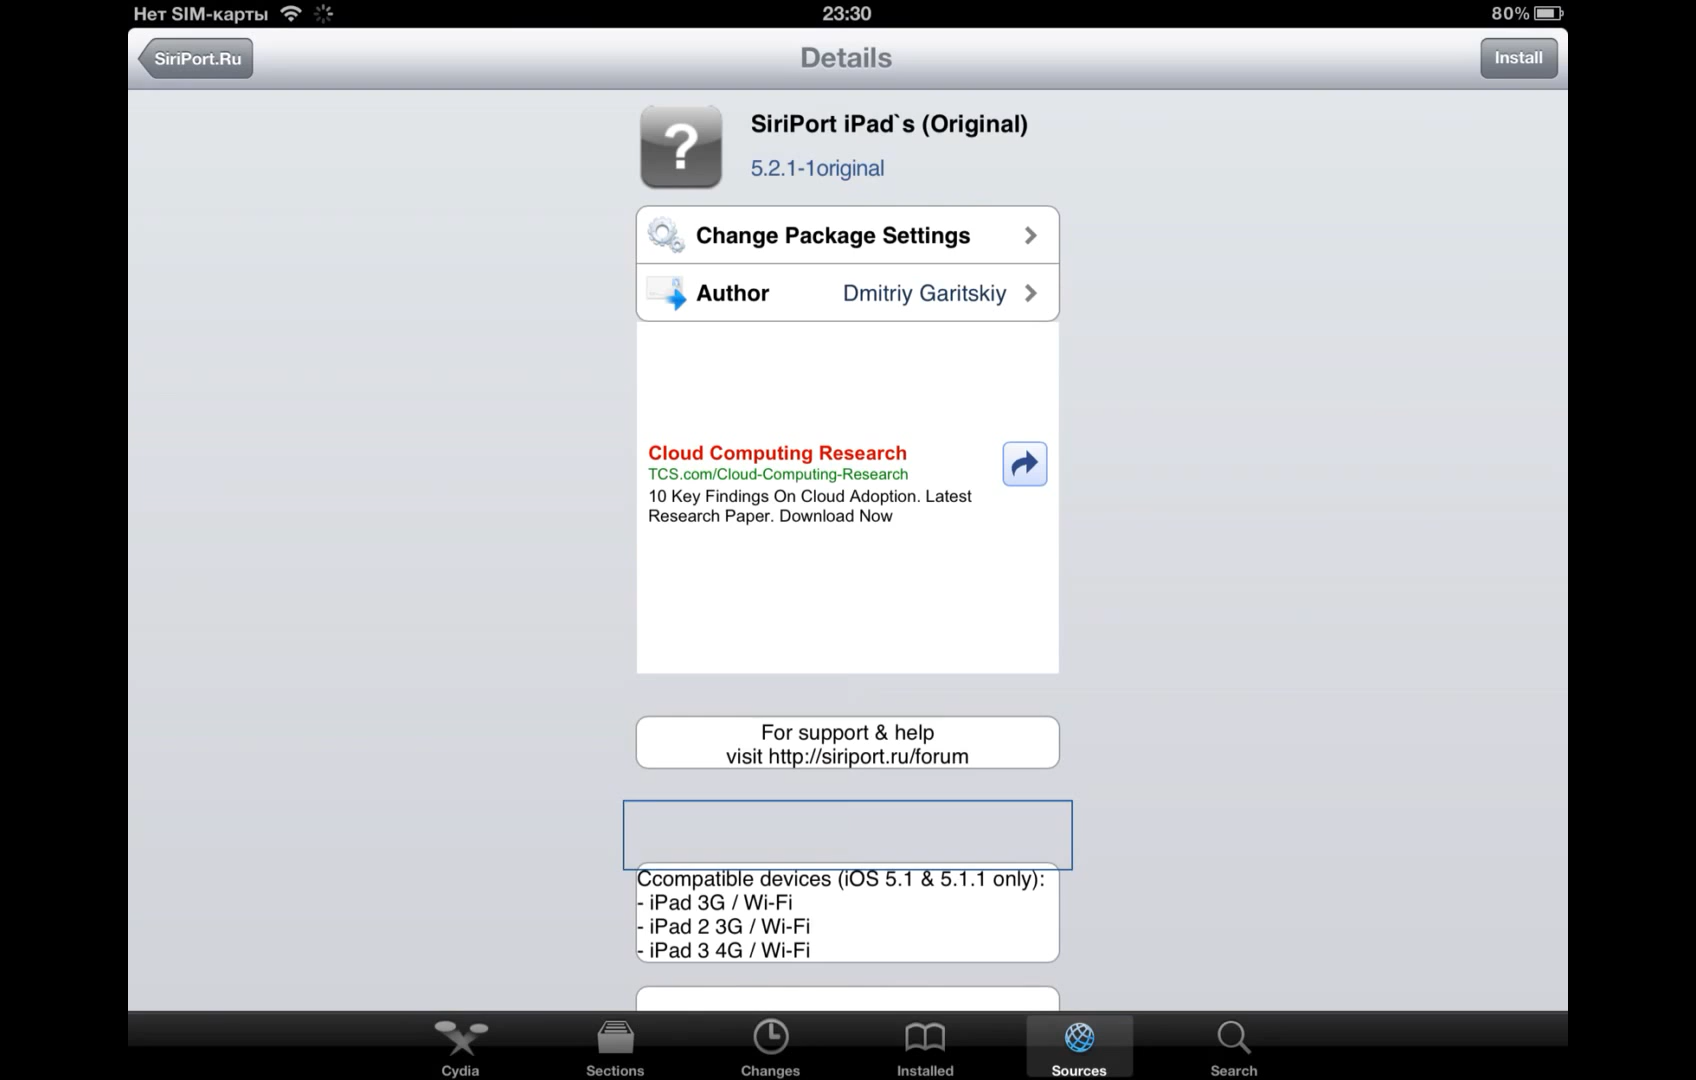 Нет SIM-карты
23:30
80%
SiriPort.Ru
Details
Install
SiriPort iPad`s (Original)
5.2.1-1original
Change Package Settings
Author Dmitriy Garitskiy
Cloud Computing Research
TCS.com/Cloud-Computing-Research
10 Key Findings On Cloud Adoption. Latest
Research Paper. Download Now
For support & help
visit http://siriport.ru/forum
Ccompatible devices (iOS 5.1 & 5.1.1 only):
- iPad 3G / Wi-Fi
- iPad 2 3G / Wi-Fi
- iPad 3 4G / Wi-Fi
Cydia
Sections
Changes
Installed
Sources
Search